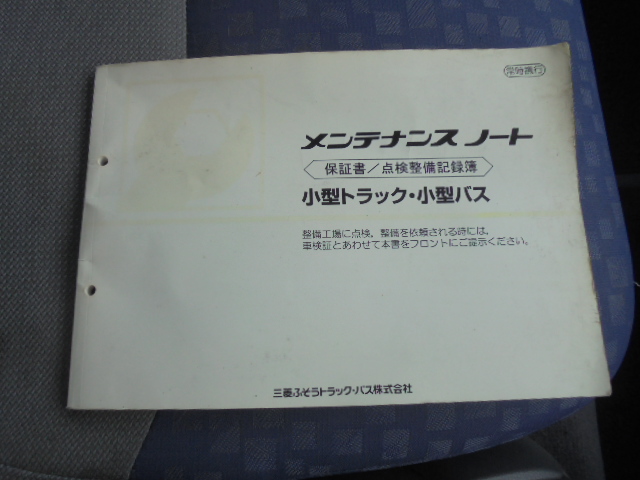 常時携行
メンテナンス ノート
保証書／点検整備記録簿
小型トラック・小型バス
整備工場に点検、整備を依頼される時には、
車検証とあわせて本書をフロントにご提示ください。
三菱ふそうトラック・バス株式会社